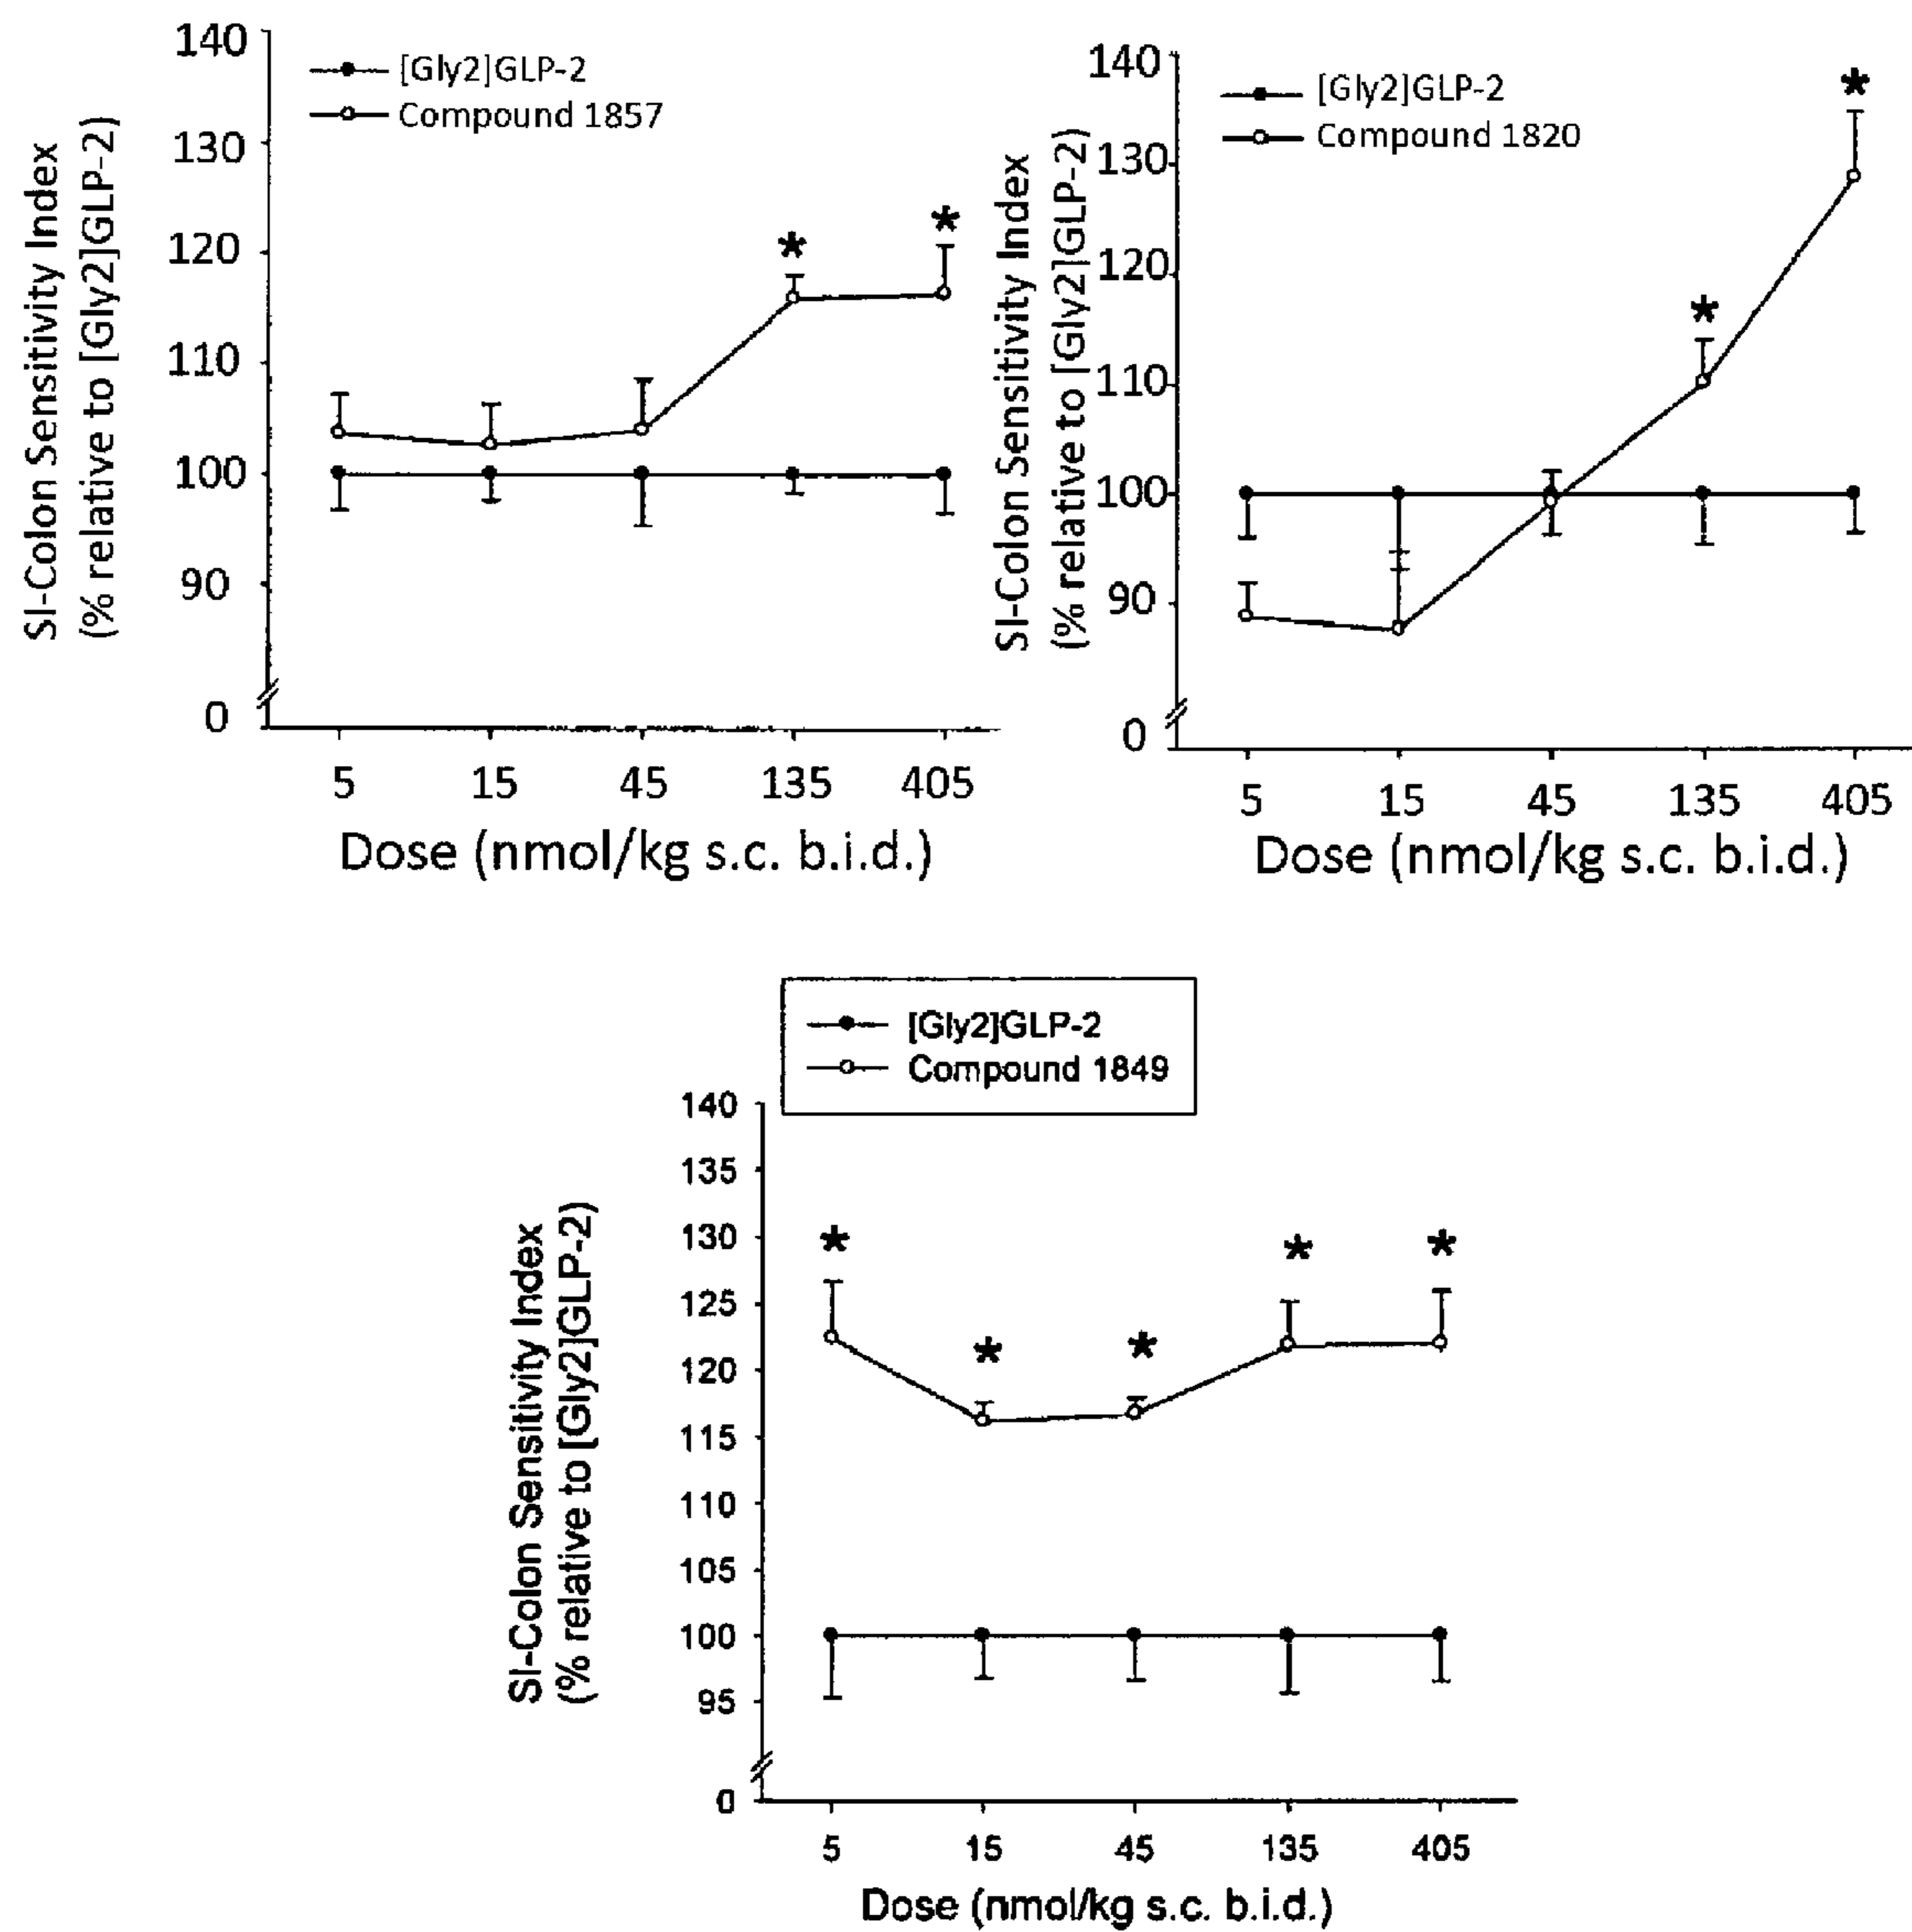 140
130
120
110
100
90
0
[Gly2]GLP-2
Compound 1857
*
*
SI-Colon Sensitivity Index
(% relative to [Gly2]GLP-2)
5 15 45 135 405
Dose (nmol/kg s.c. b.i.d.)
140
130
120
110
100
90
0
[Gly2]GLP-2
Compound 1820
*
*
SI-Colon Sensitivity Index
(% relative to [Gly2]GLP-2)
5 15 45 135 405
Dose (nmol/kg s.c. b.i.d.)
[Gly2]GLP-2
Compound 1849
140
135
130
125
120
115
110
105
100
95
0
* * * * *
SI-Colon Sensitivity Index
(% relative to [Gly2]GLP-2)
5 15 45 135 405
Dose (nmol/kg s.c. b.i.d.)